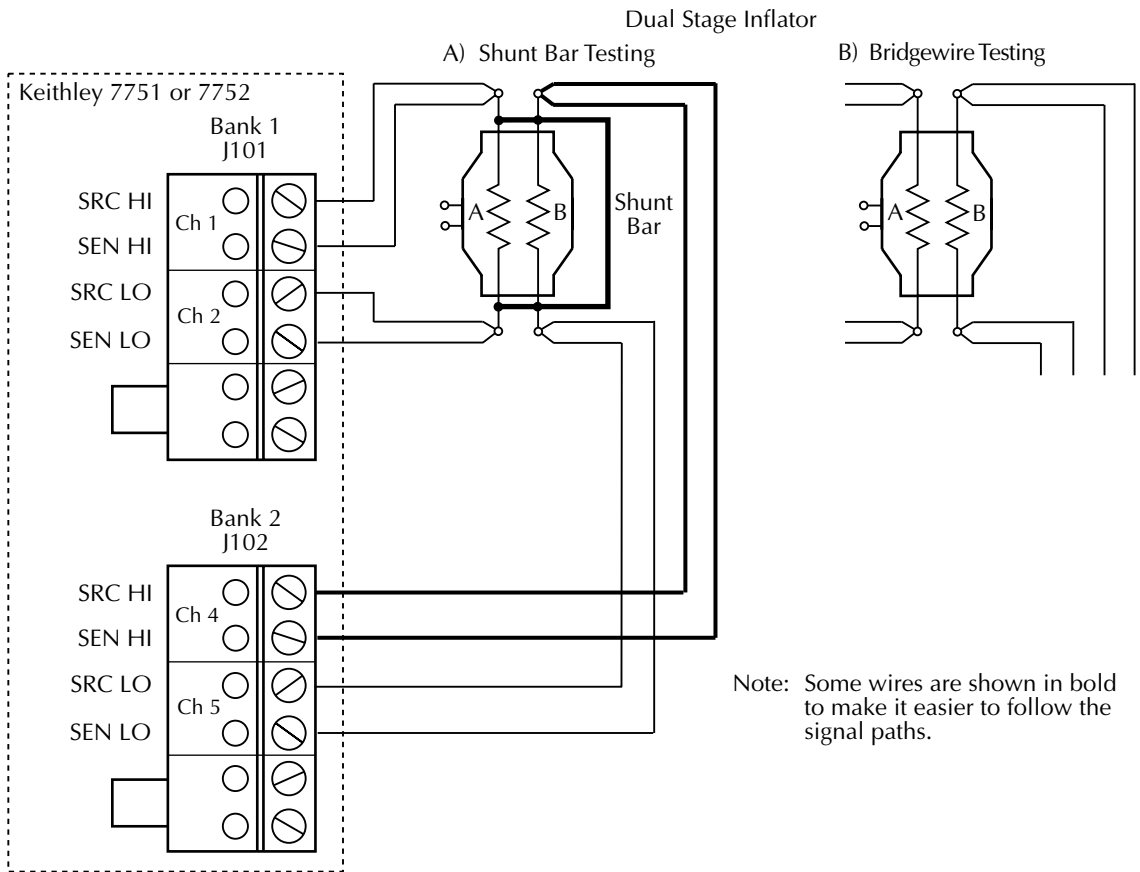 Dual Stage Inflator
A) Shunt Bar Testing
B) Bridgewire Testing
Keithley 7751 or 7752
Bank 1
J101
SRC HI
Ch 1
SEN HI
SRC LO
Ch 2
SEN LO
A
B
Shunt
Bar
A
B
Bank 2
J102
SRC HI
Ch 4
SEN HI
SRC LO
Ch 5
SEN LO
Note: Some wires are shown in bold
to make it easier to follow the
signal paths.